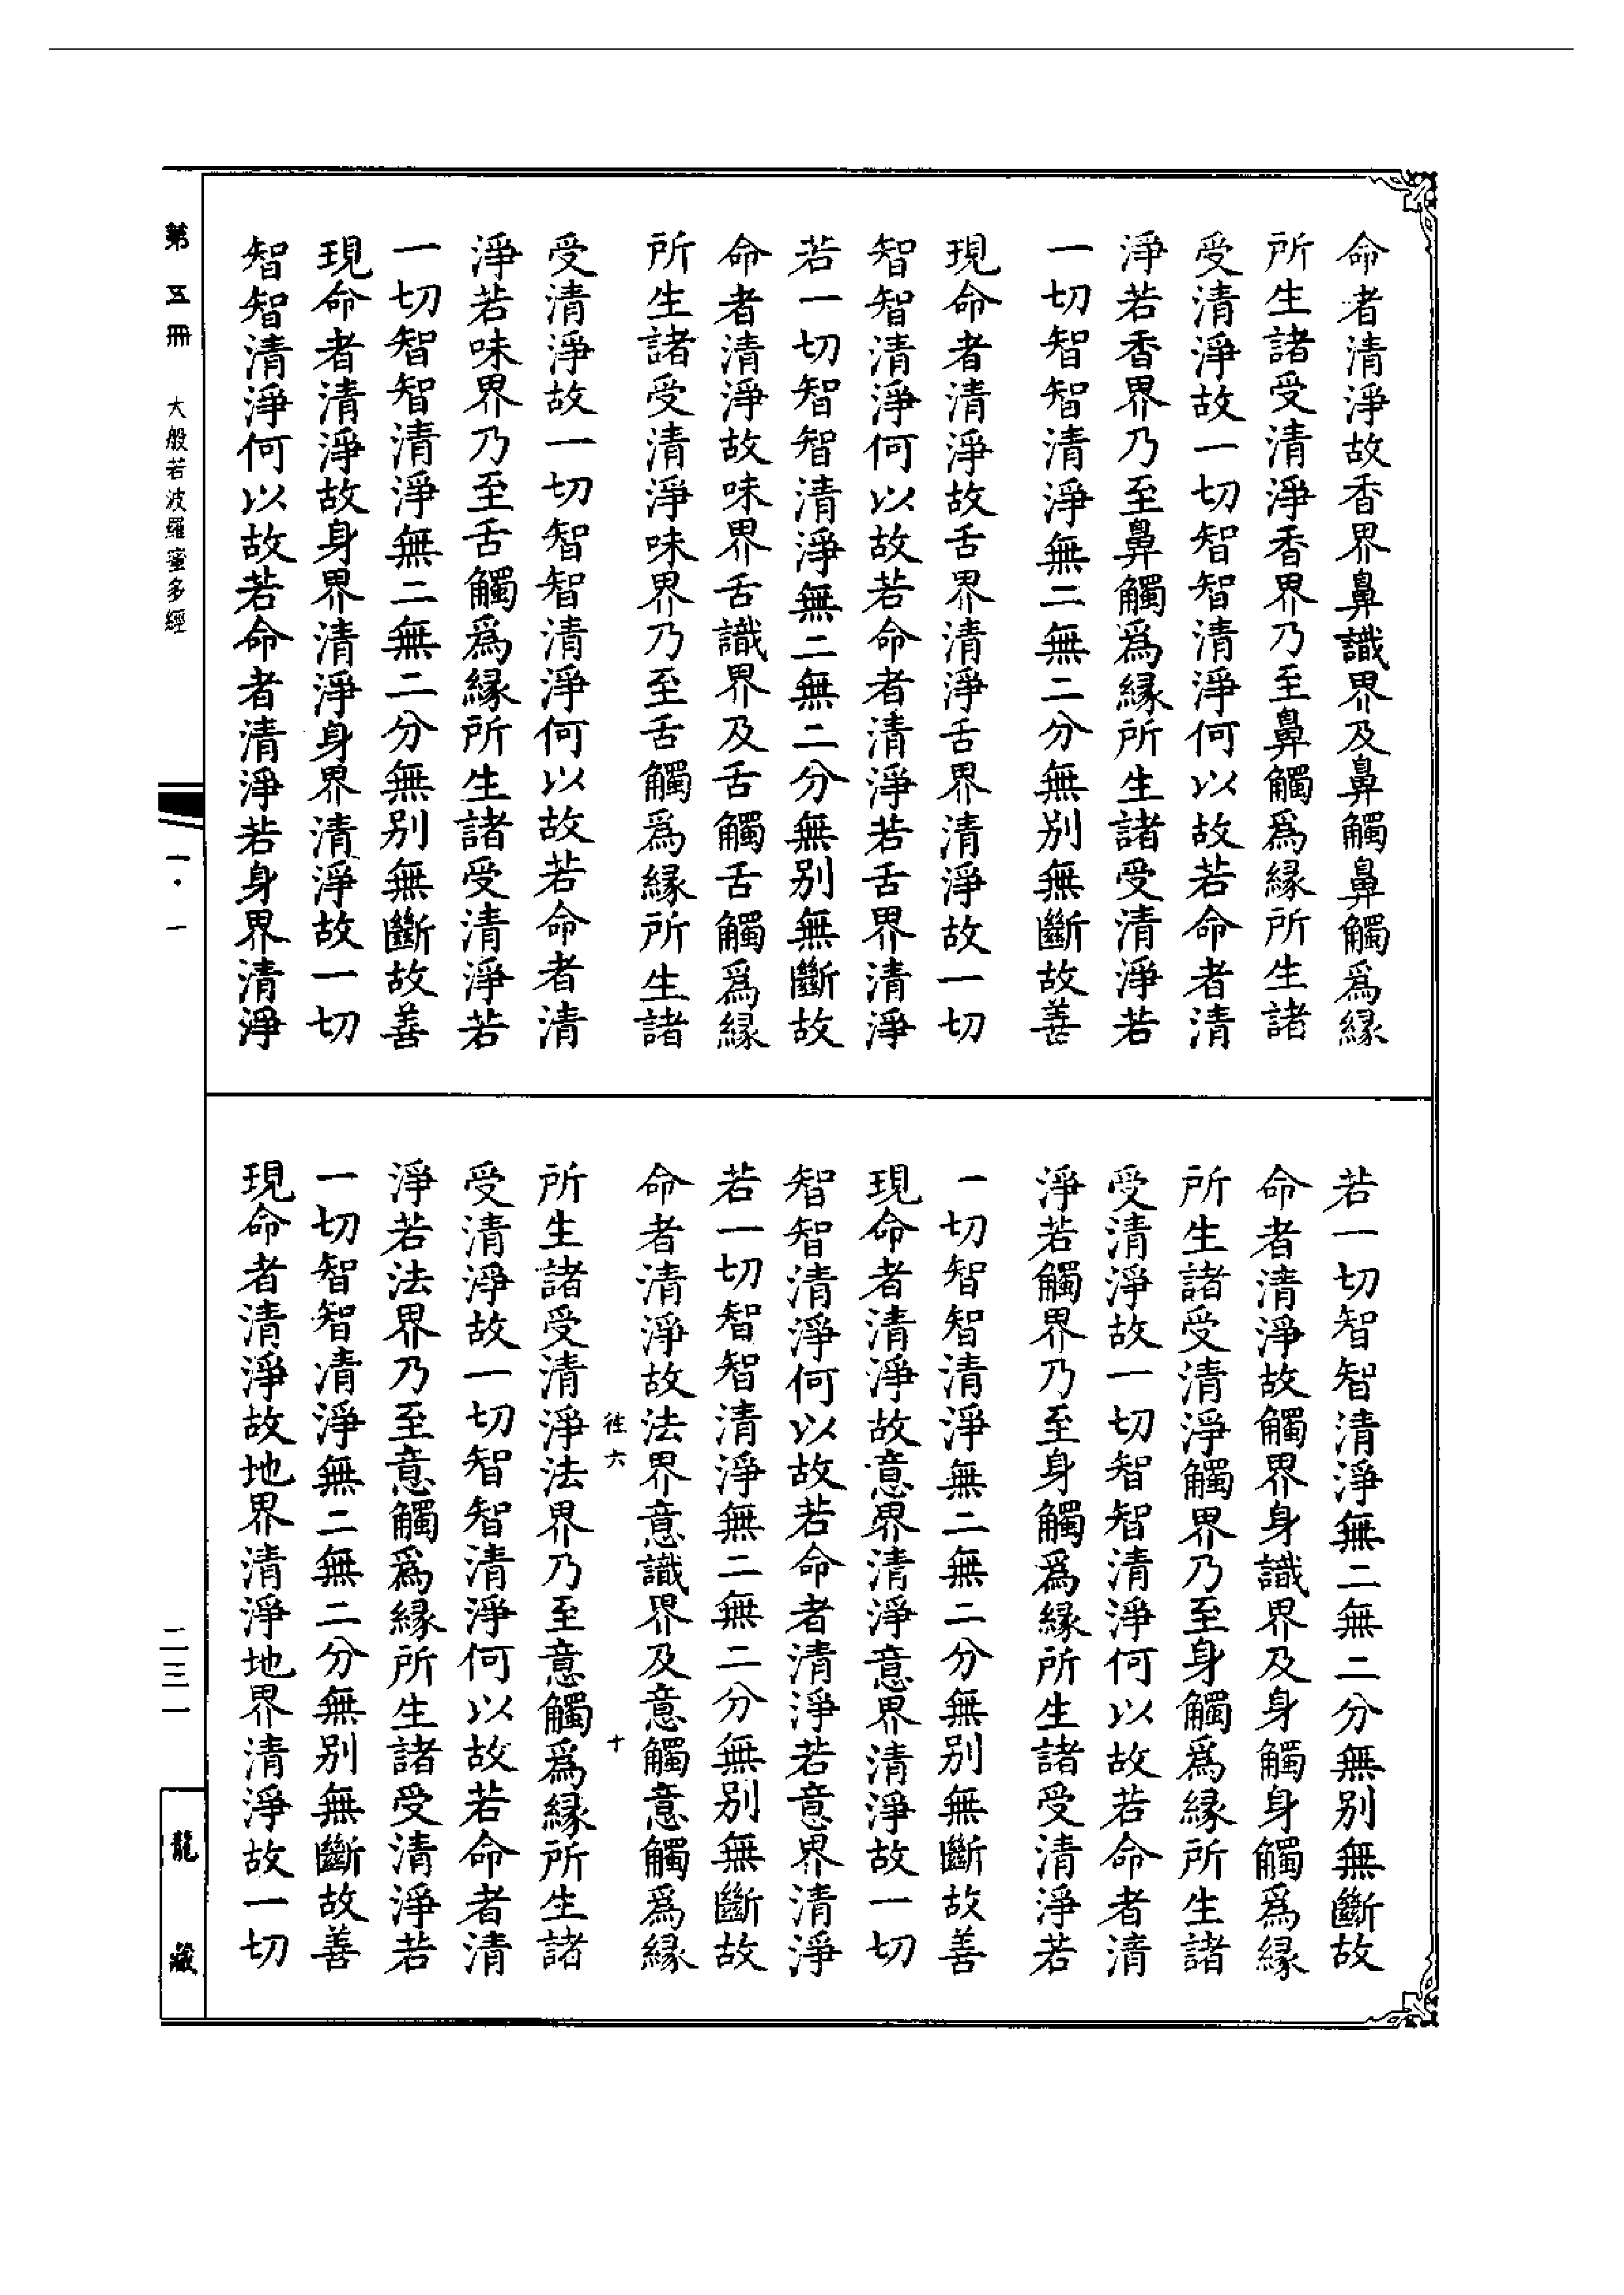 命者清淨故香界鼻識界及鼻觸鼻觸爲緣
所生諸受清淨香界乃至鼻觸爲緣所生諸
受清淨故一切智智清淨何以故若命者清
淨若香界乃至鼻觸爲緣所生諸受清淨若
一切智智清淨無二無二分無別無斷故善
現命者清淨故舌界清淨舌界清淨故一切
智智清淨何以故若命者清淨若舌界清淨
若一切智智清淨無二無二分無別無斷故
命者清淨故味界舌識界及舌觸舌觸爲緣
所生諸受清淨味界乃至舌觸爲緣所生諸
受清淨故一切智智清淨何以故若命者清
淨若味界乃至舌觸爲緣所生諸受清淨若
一切智智清淨無二無二分無別無斷故善
現命者清淨故身界清淨身界清淨故一切
智智清淨何以故若命者清淨若身界清淨
若一切智智清淨無二無二分無別無斷故
命者清淨故觸界身識界及身觸身觸爲緣
所生諸受清淨觸界乃至身觸爲緣所生諸
受清淨故一切智智清淨何以故若命者清
淨若觸界乃至身觸爲緣所生諸受清淨若
一切智智清淨無二無二分無別無斷故善
現命者清淨故意界清淨意界清淨故一切
智智清淨何以故若命者清淨若意界清淨
若一切智智清淨無二無二分無別無斷故
命者清淨故法界意識界及意觸意觸爲緣
徃六 十
所生諸受清淨法界乃至意觸爲緣所生諸
受清淨故一切智智清淨何以故若命者清
淨若法界乃至意觸爲緣所生諸受清淨若
一切智智清淨無二無二分無別無斷故善
現命者清淨故地界清淨地界清淨故一切
第五冊 大般若波羅蜜多經 一·一 二三一 龍藏